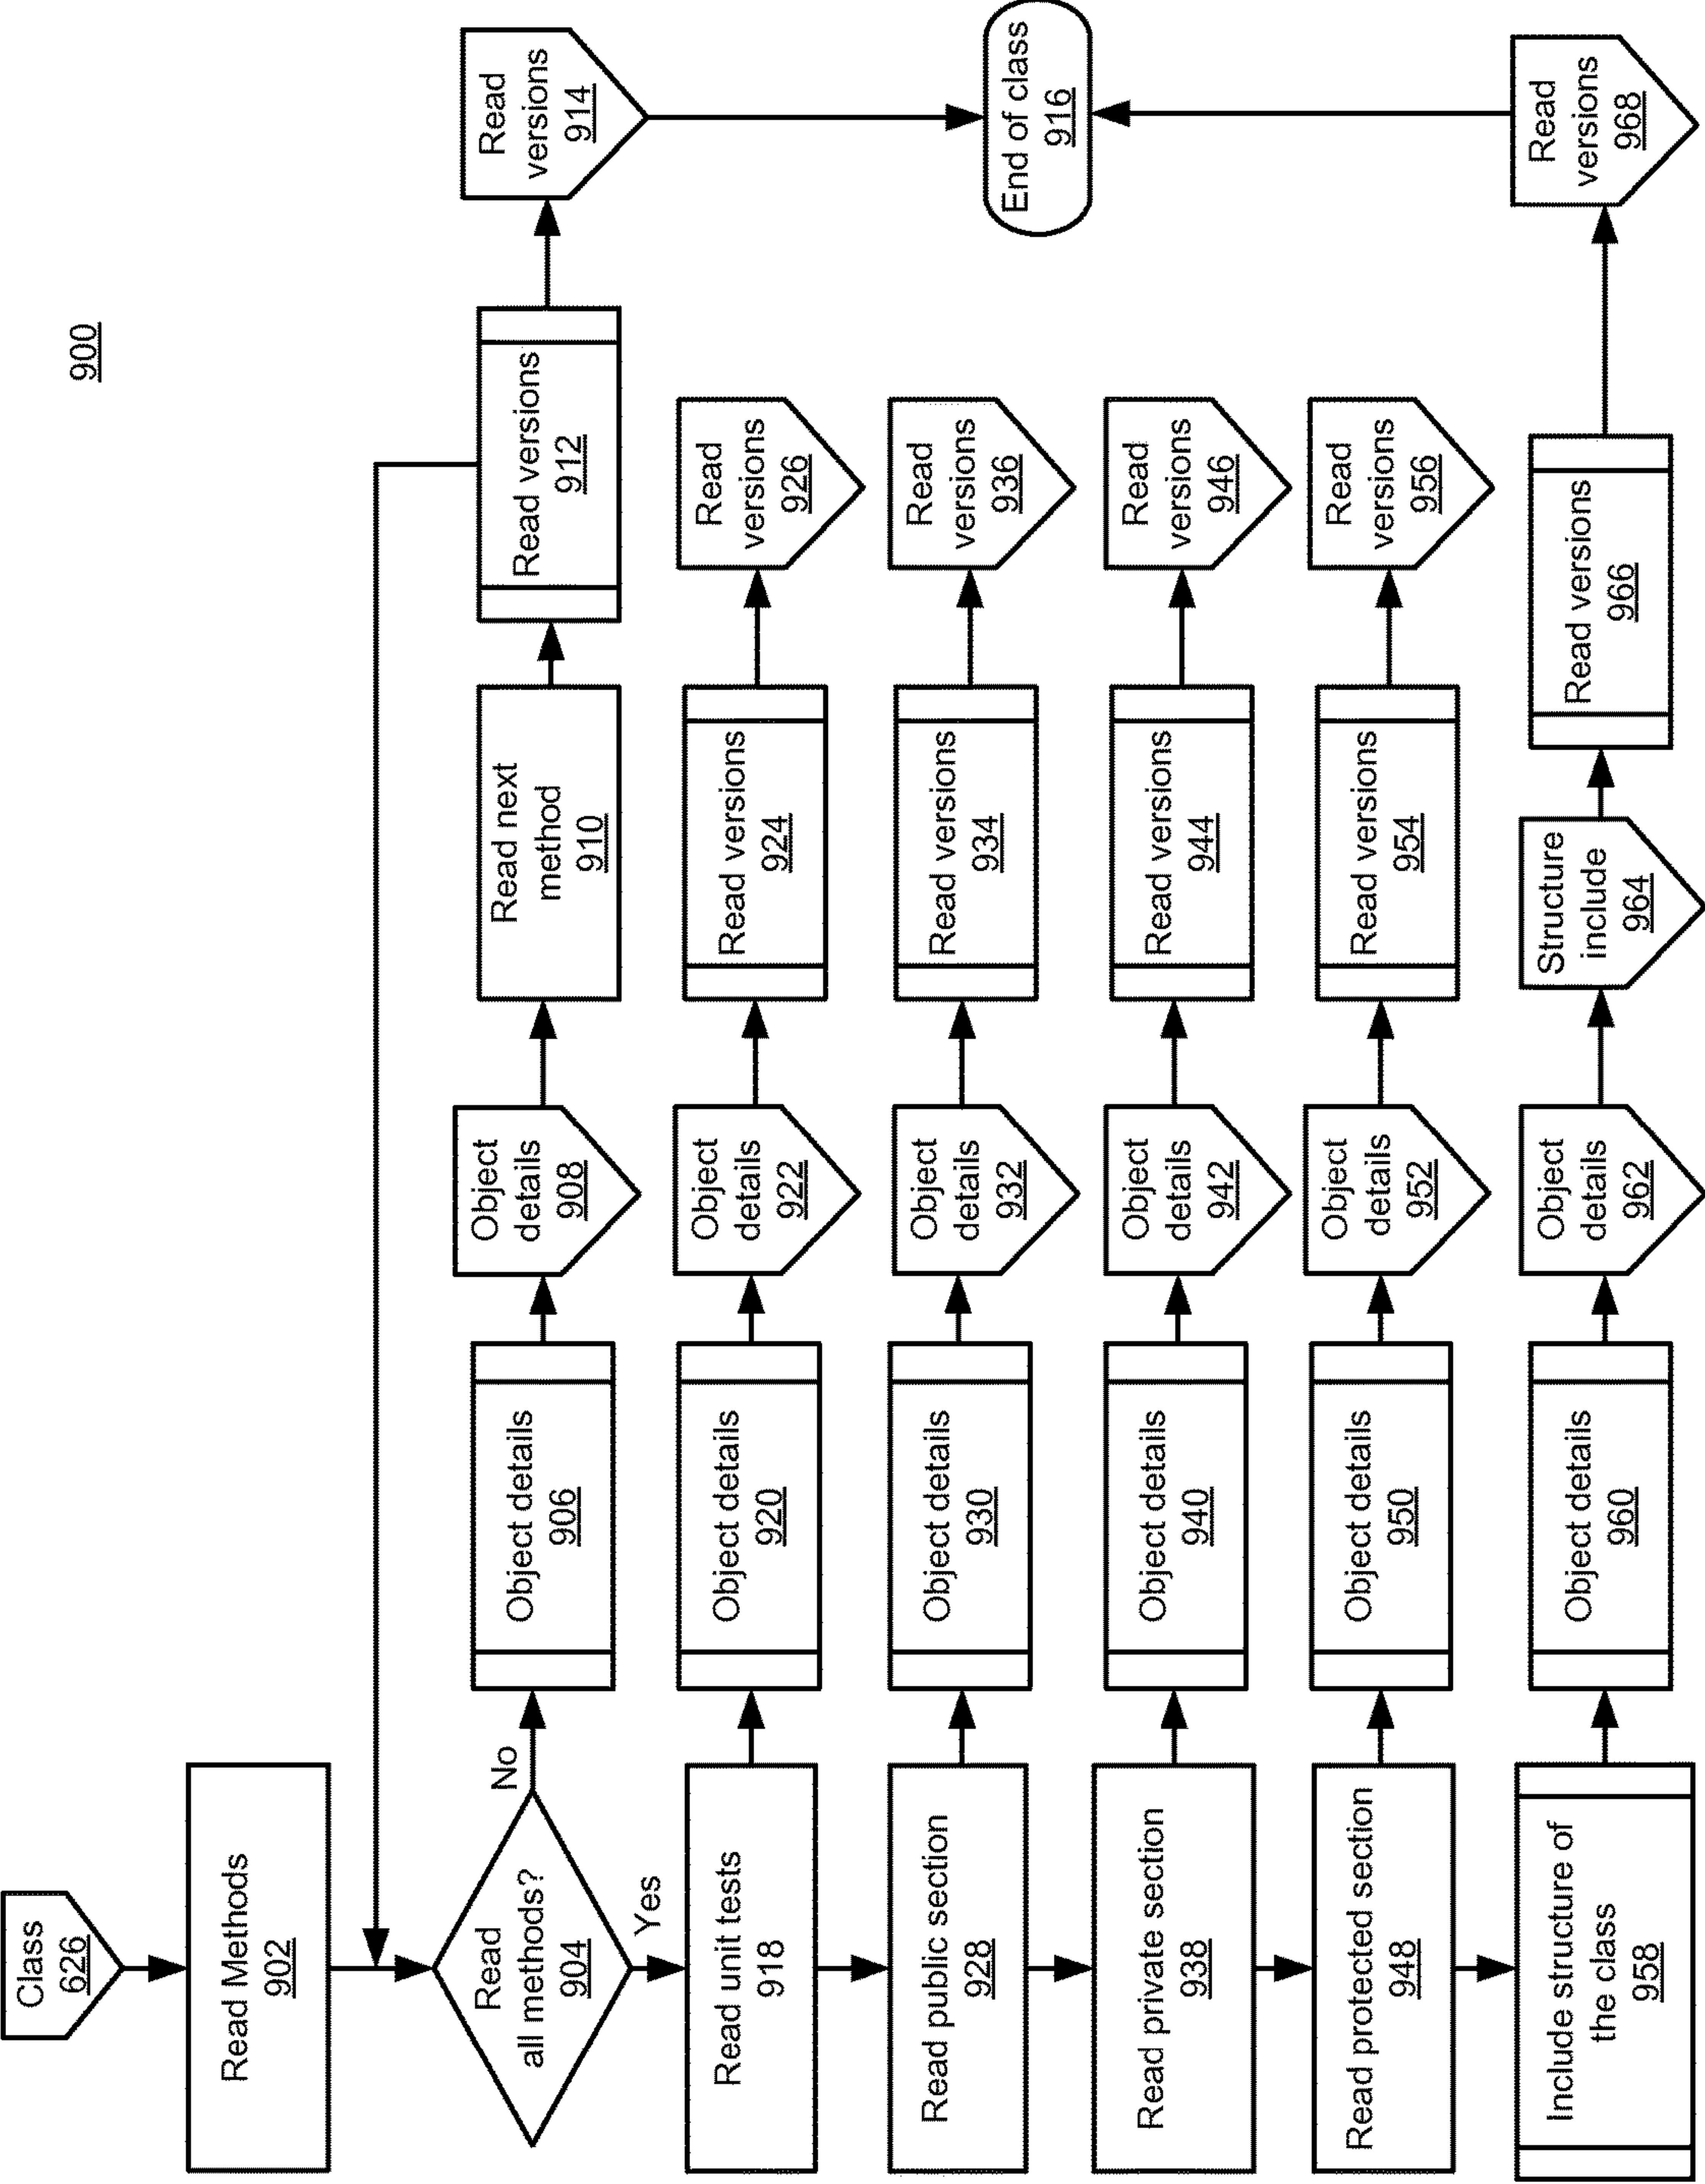 900
Class
626
Read Methods
902
Read
all methods?
904
No
Yes
Object details
906
Object
details
908
Read next
method
910
Read versions
912
Read
versions
914
End of class
916
Read unit tests
918
Object details
920
Object
details
922
Read versions
924
Read
versions
926
Read public section
928
Object details
930
Object
details
932
Read versions
934
Read
versions
936
Read private section
938
Object details
940
Object
details
942
Read versions
944
Read
versions
946
Read protected section
948
Object details
950
Object
details
952
Read versions
954
Read
versions
956
Include structure of
the class
958
Object details
960
Object
details
962
Structure
include
964
Read versions
966
Read
versions
968